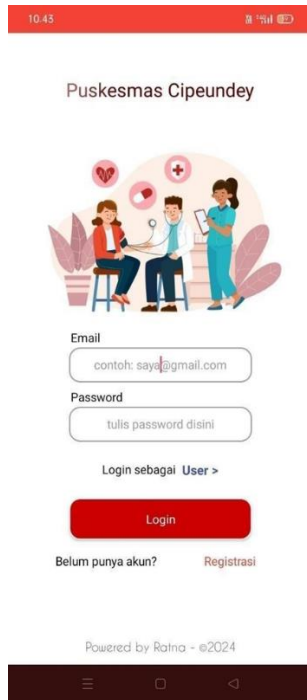 10.43
Puskesmas Cipeundey
Email
contoh: saya@gmail.com
Password
tulis password disini
Login sebagai User >
Login
Belum punya akun? Registrasi
Powered by Ratna - ©2024